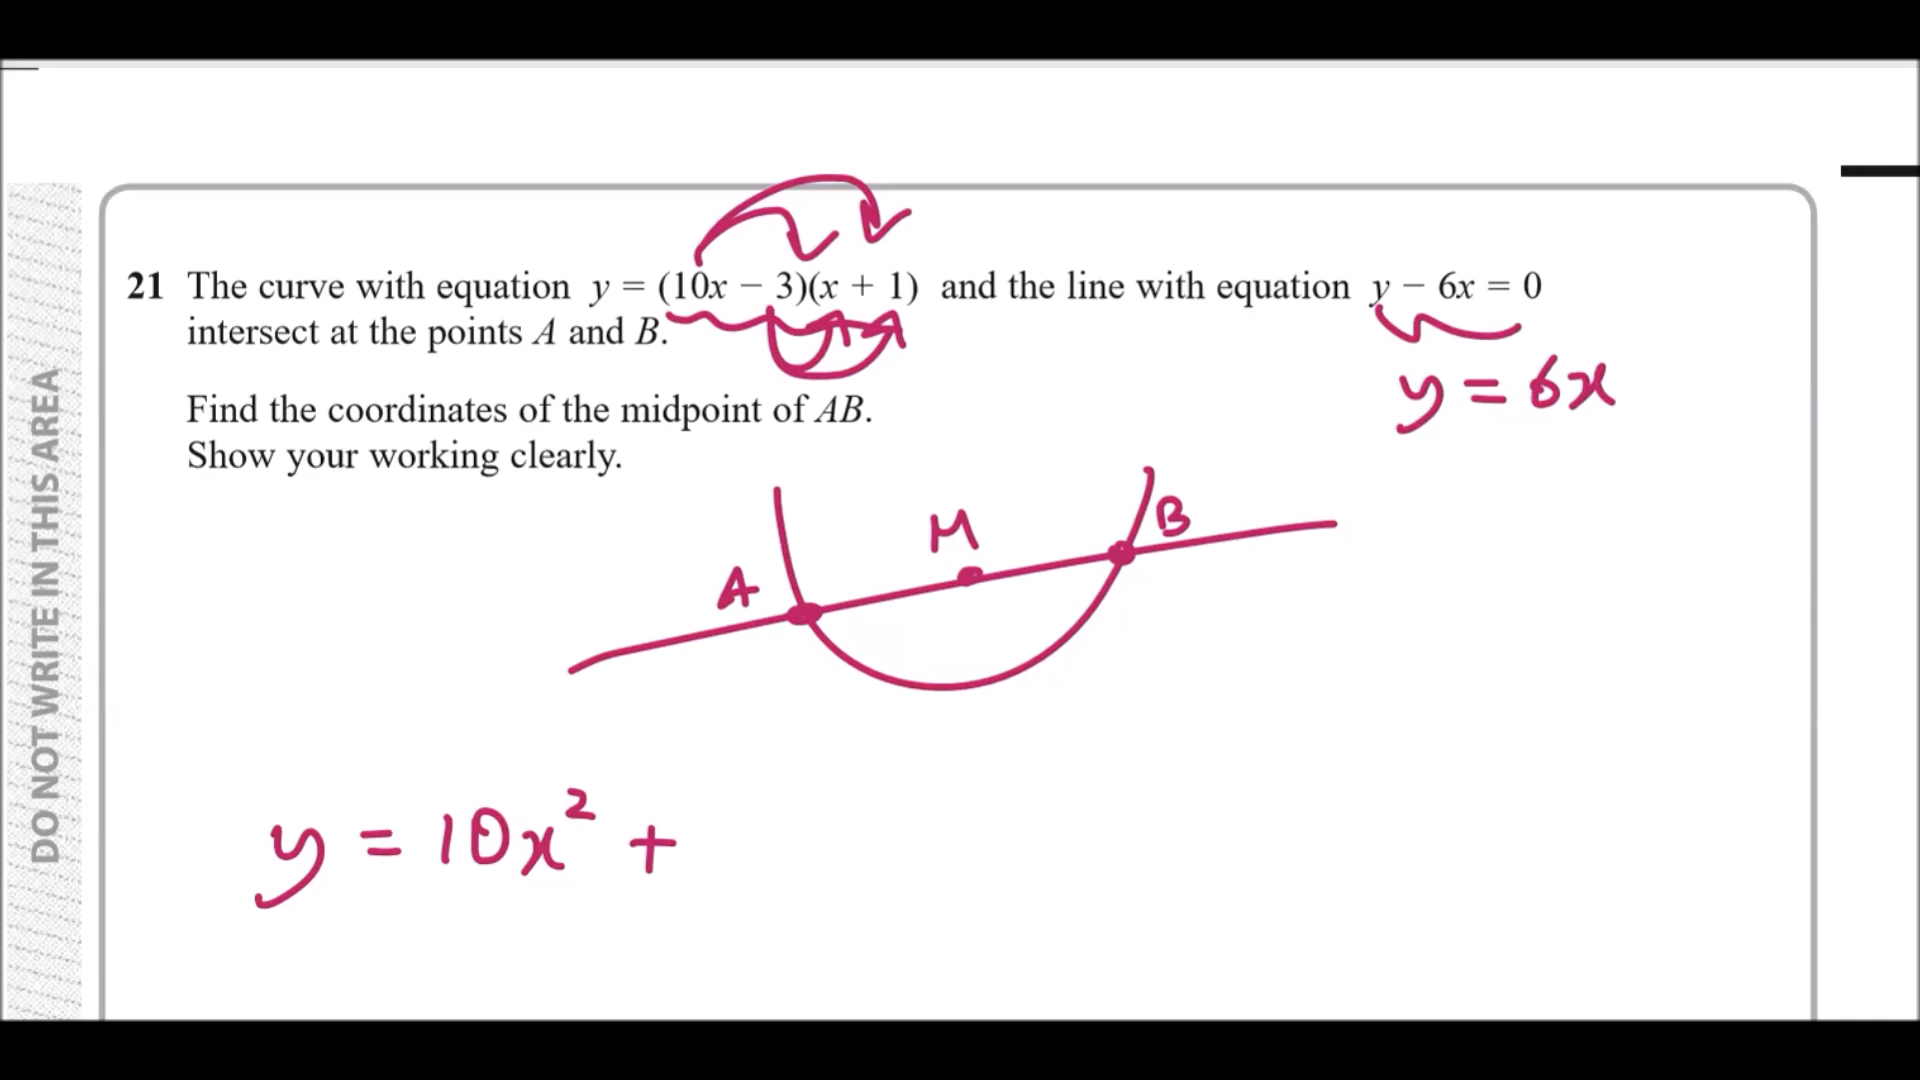 DO NOT WRITE IN THIS AREA
21 The curve with equation y = (10x − 3)(x + 1) and the line with equation y − 6x = 0
intersect at the points A and B.
y = 6x
Find the coordinates of the midpoint of AB.
Show your working clearly.
A M B
y = 10x² +